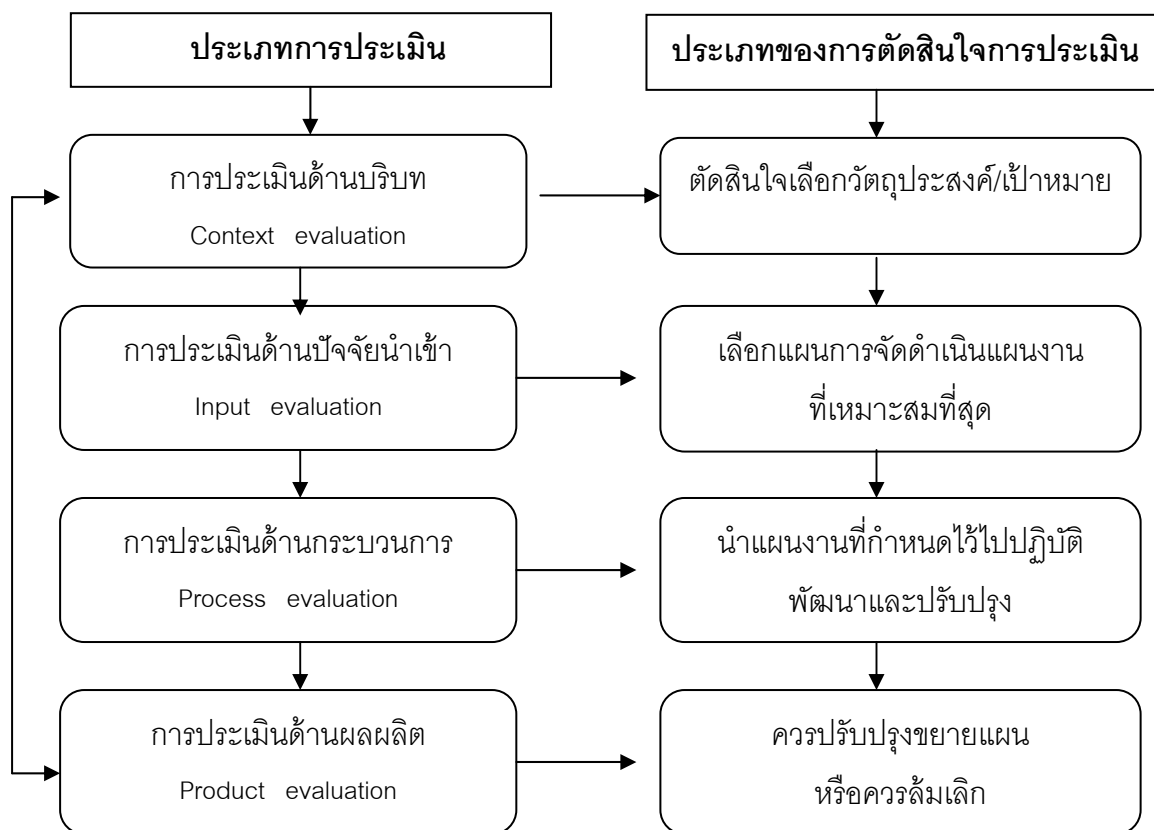 ประเภทการประเมิน
ประเภทของการตัดสินใจการประเมิน
การประเมินด้านบริบท
Context evaluation
ตัดสินใจเลือกวัตถุประสงค์/เป้าหมาย
การประเมินด้านปัจจัยนำเข้า
Input evaluation
เลือกแผนการจัดดำเนินแผนงาน
ที่เหมาะสมที่สุด
การประเมินด้านกระบวนการ
Process evaluation
นำแผนงานที่กำหนดไว้ไปปฏิบัติ
พัฒนาและปรับปรุง
การประเมินด้านผลผลิต
Product evaluation
ควรปรับปรุงขยายแผน
หรือควรล้มเลิก